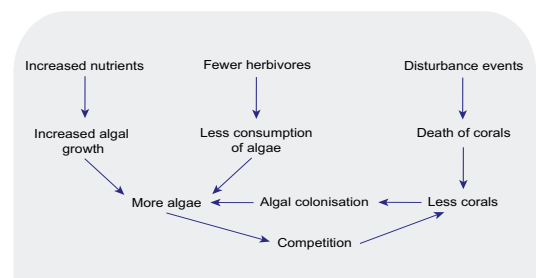 Increased nutrients
Fewer herbivores
Disturbance events
Increased algal
growth
Less consumption
of algae
Death of corals
More algae
Algal colonisation
Less corals
Competition